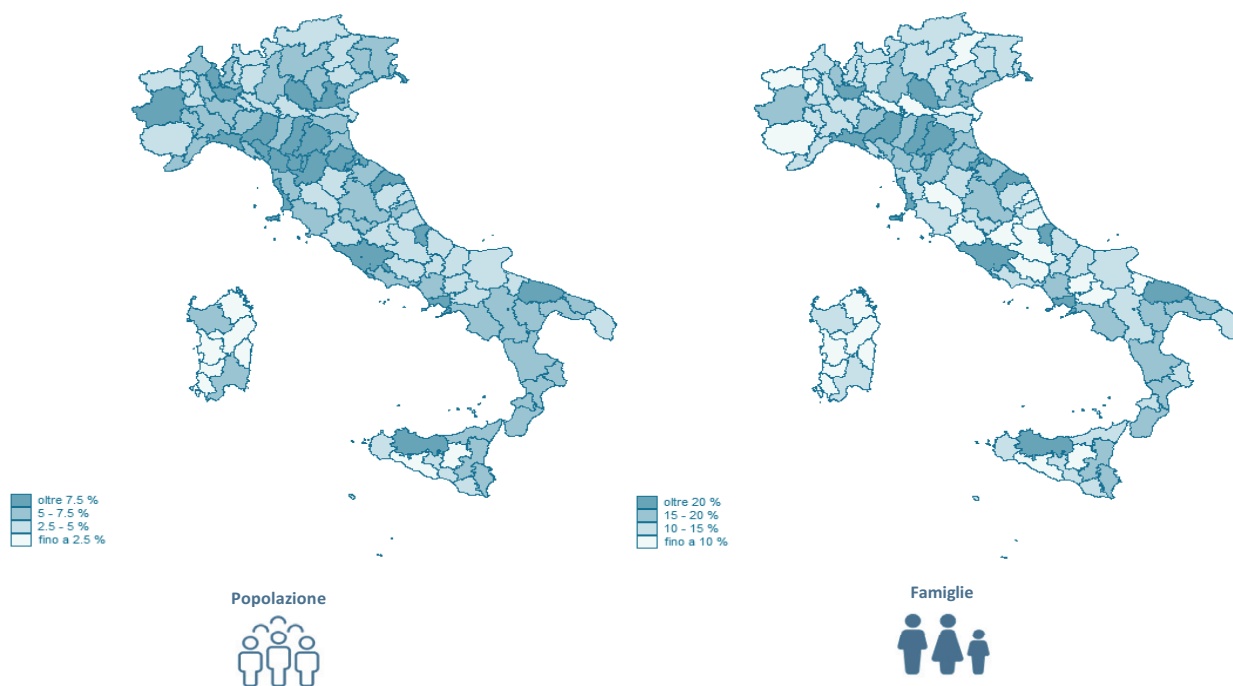 oltre 7.5 %
5 - 7.5 %
2.5 - 5 %
fino a 2.5 %
oltre 20 %
15 - 20 %
10 - 15 %
fino a 10 %
Popolazione
Famiglie